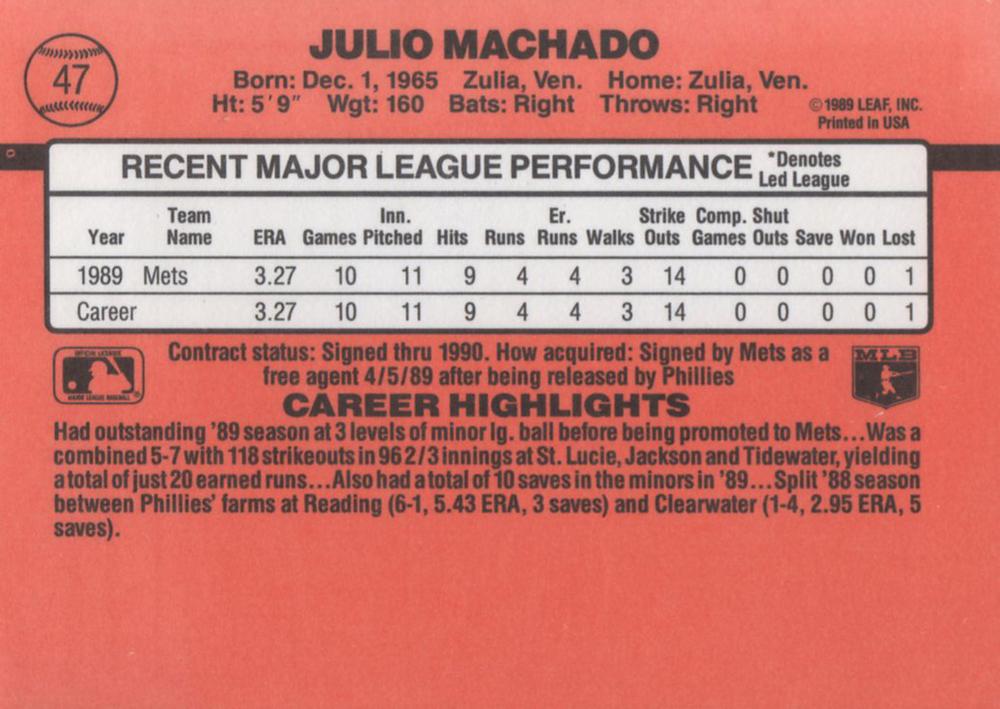 47
JULIO MACHADO
Born: Dec. 1, 1965 Zulia, Ven. Home: Zulia, Ven.
Ht: 5'9" Wgt: 160 Bats: Right Throws: Right
©1989 LEAF, INC.
Printed in USA
RECENT MAJOR LEAGUE PERFORMANCE *Denotes Led League
Year Team Name ERA Games Inn. Pitched Hits Runs Er. Runs Walks Strike Outs Comp. Games Shut Outs Save Won Lost
1989 Mets 3.27 10 11 9 4 4 3 14 0 0 0 0 1
Career 3.27 10 11 9 4 4 3 14 0 0 0 0 1
OFFICIAL LICENSEE
MAJOR LEAGUE BASEBALL
®
Contract status: Signed thru 1990. How acquired: Signed by Mets as a
free agent 4/5/89 after being released by Phillies
MLB
CAREER HIGHLIGHTS
Had outstanding '89 season at 3 levels of minor lg. ball before being promoted to Mets...Was a
combined 5-7 with 118 strikeouts in 96 2/3 innings at St. Lucie, Jackson and Tidewater, yielding
a total of just 20 earned runs...Also had a total of 10 saves in the minors in '89...Split '88 season
between Phillies' farms at Reading (6-1, 5.43 ERA, 3 saves) and Clearwater (1-4, 2.95 ERA, 5
saves).